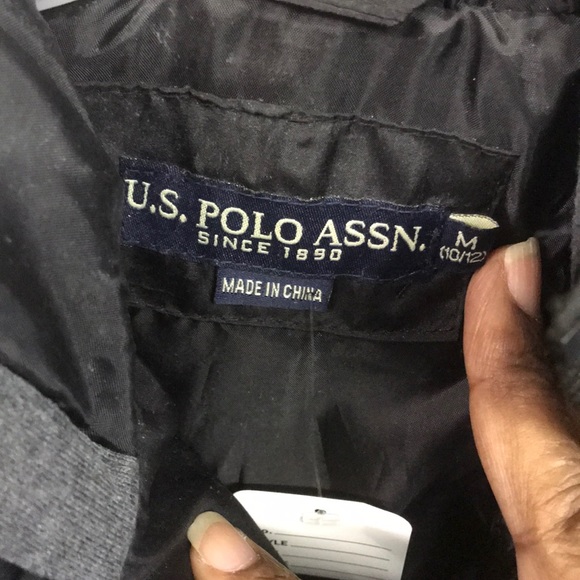 U.S. POLO ASSN.
SINCE 1890
M
(10/12)
MADE IN CHINA